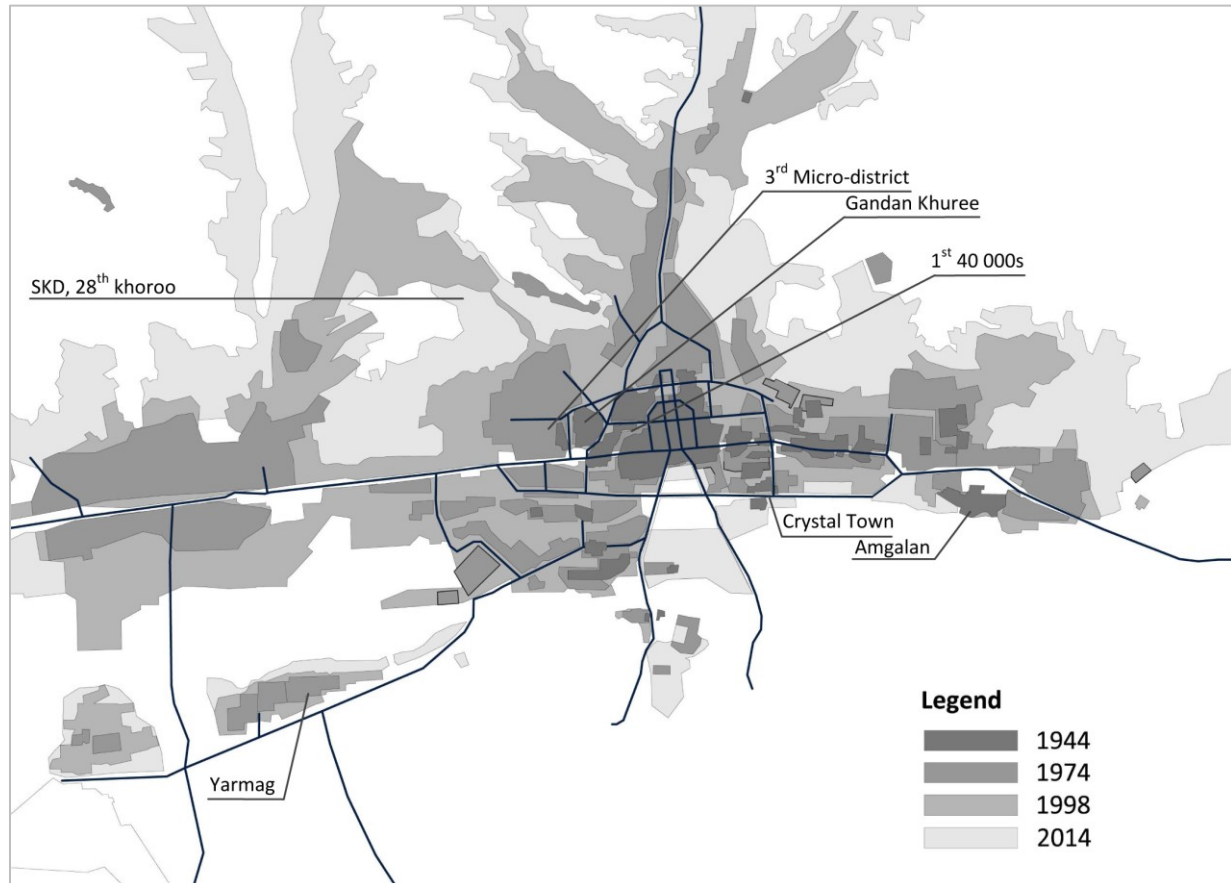 3rd Micro-district
Gandan Khuree
1st 40 000s
SKD, 28th khoroo
Crystal Town
Amgalan
Yarmag
Legend
1944
1974
1998
2014